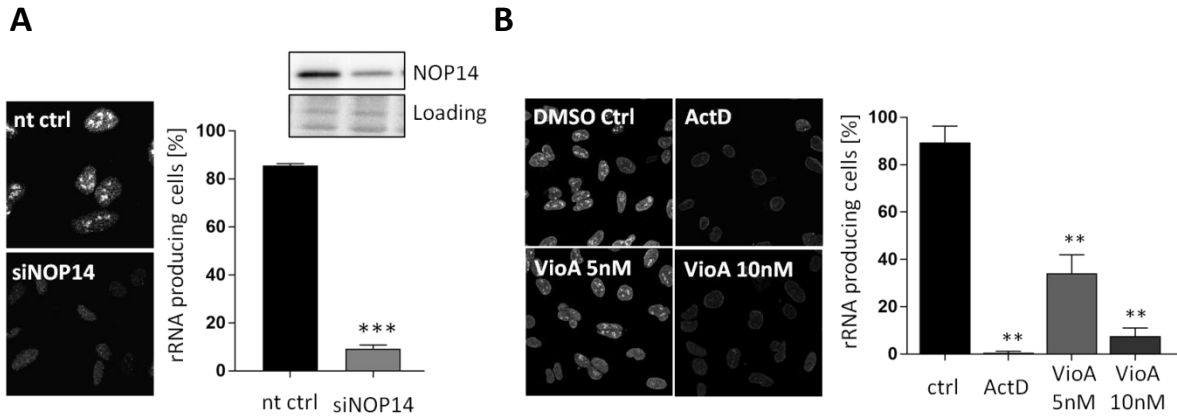 A
NOP14
Loading
nt ctrl
siNOP14
rRNA producing cells [%]
100
80
60
40
20
0
***
nt ctrl
siNOP14
B
DMSO Ctrl
ActD
VioA 5nM
VioA 10nM
rRNA producing cells [%]
100
80
60
40
20
0
**
**
**
ctrl
ActD
VioA
5nM
VioA
10nM